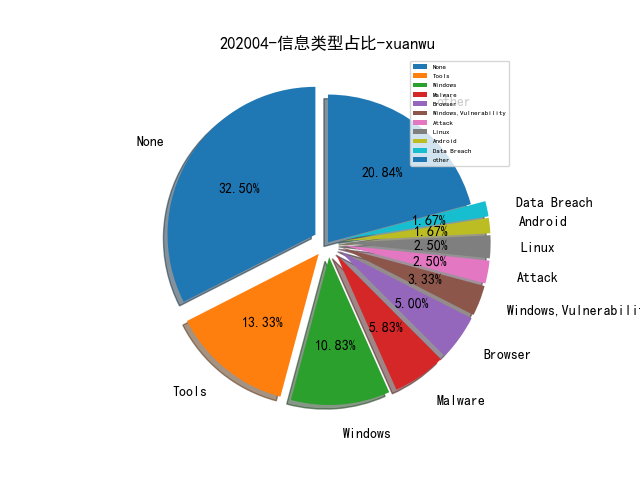 202004-信息类型占比-xuanwu
None
Tools
Windows
Malware
Browser
Windows,Vulnerability
Attack
Linux
Android
Data Breach
other
other
None
32.50%
20.84%
Data Breach
1.67%
Android
1.67%
Linux
2.50%
Attack
2.50%
3.33%
Windows,Vulnerabilit
5.00%
Browser
13.33%
5.83%
10.83%
Tools
Malware
Windows